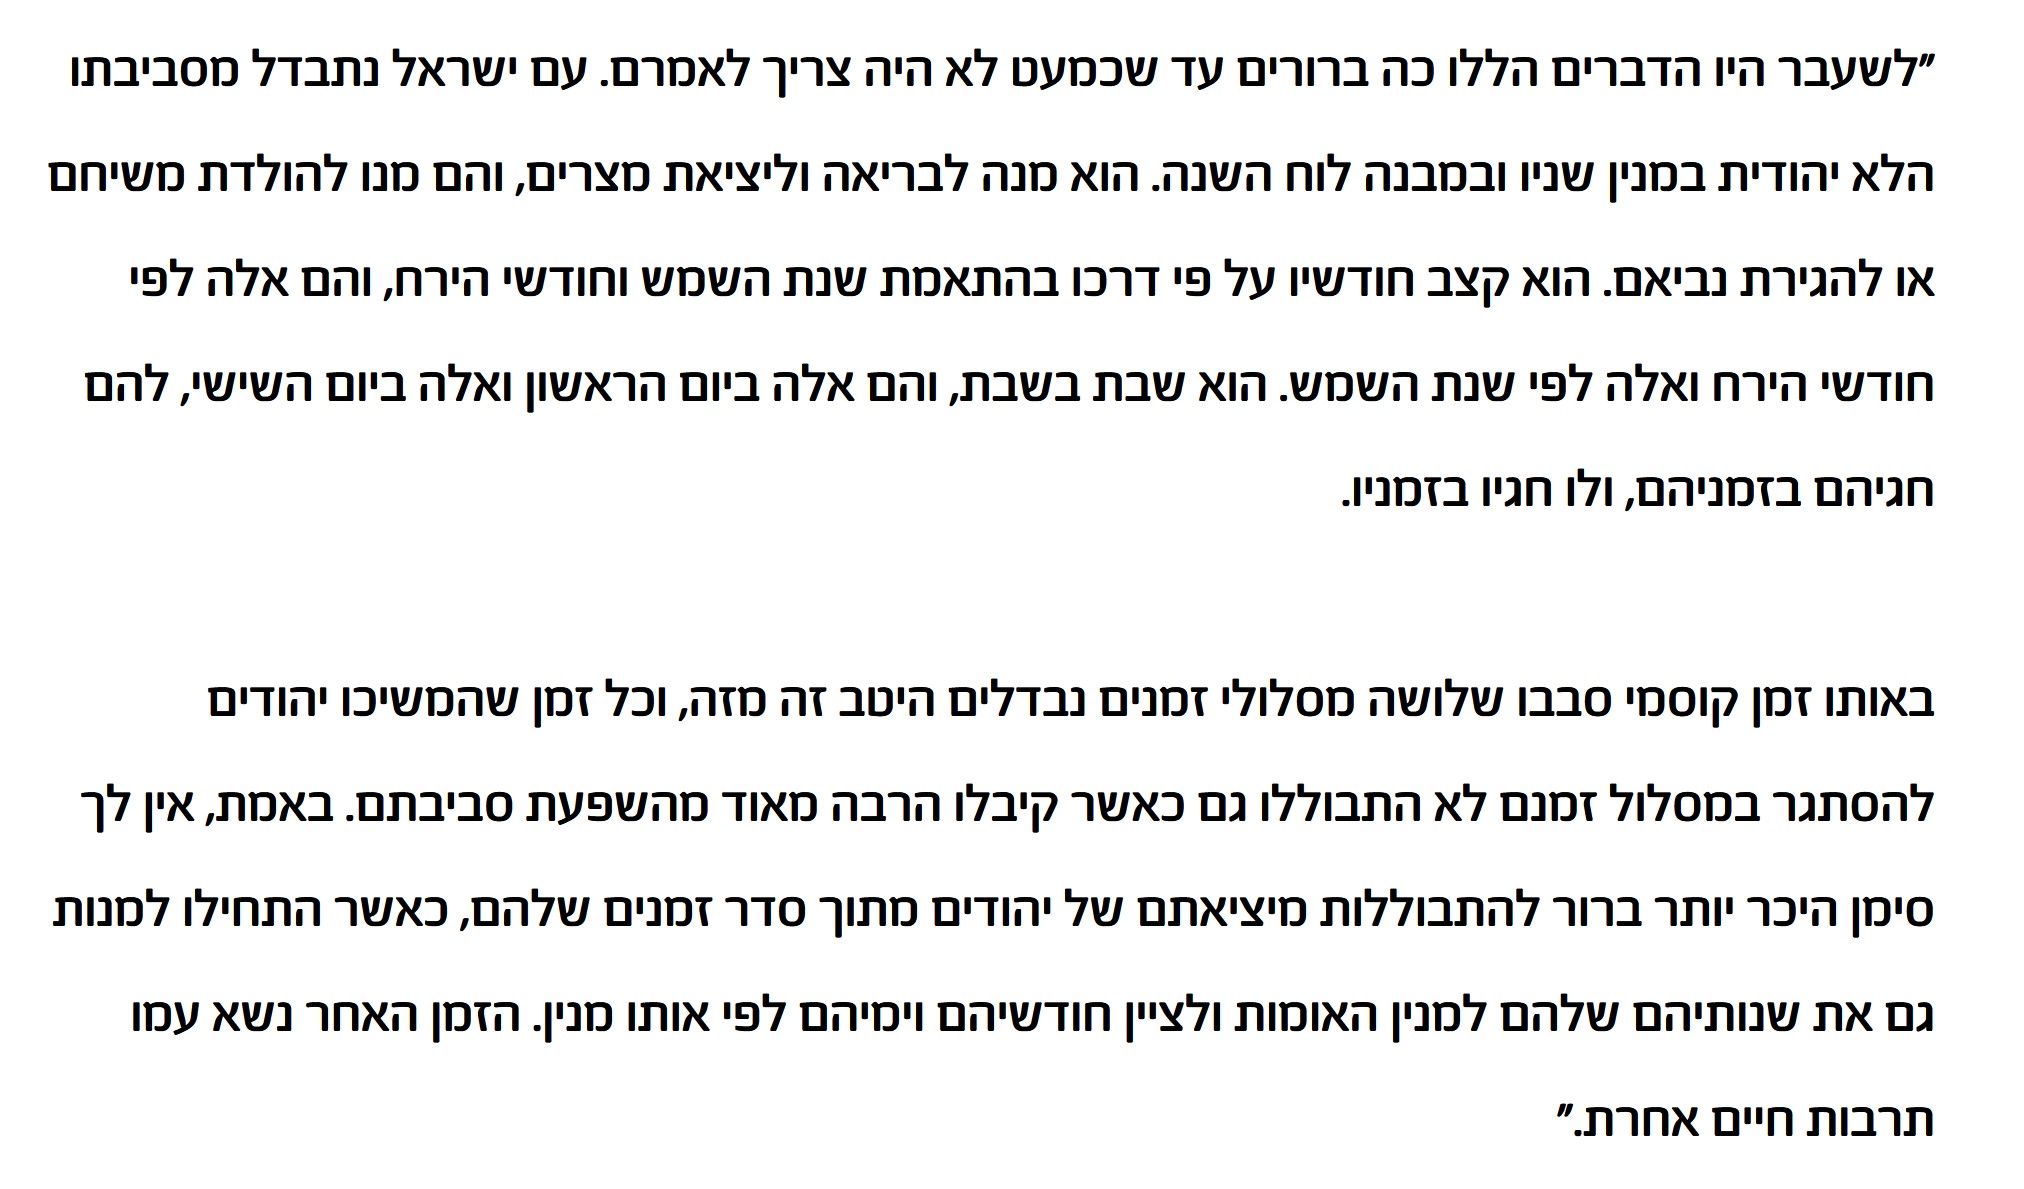 "לשעבר היו הדברים הללו כה ברורים עד שכמעט לא היה צריך לאמרם. עם ישראל נתבדל מסביבתו
הלא יהודית במנין שניו ובמבנה לוח השנה. הוא מנה לבריאה וליציאת מצרים, והם מנו להולדת משיחם
או להגירת נביאם. הוא קצב חודשיו על פי דרכו בהתאמת שנת השמש וחודשי הירח, והם אלה לפי
חודשי הירח ואלה לפי שנת השמש. הוא שבת בשבת, והם אלה ביום הראשון ואלה ביום השישי, להם
חגיהם בזמניהם, ולו חגיו בזמניו.
באותו זמן קוסמי סבבו שלושה מסלולי זמנים נבדלים היטב זה מזה, וכל זמן שהמשיכו יהודים
להסתגר במסלול זמנם לא התבוללו גם כאשר קיבלו הרבה מאוד מהשפעת סביבתם. באמת, אין לך
סימן היכר יותר ברור להתבוללות מיציאתם של יהודים מתוך סדר זמנים שלהם, כאשר התחילו למנות
גם את שנותיהם שלהם למנין האומות ולציין חודשיהם וימיהם לפי אותו מנין. הזמן האחר נשא עמו
תרבות חיים אחרת."